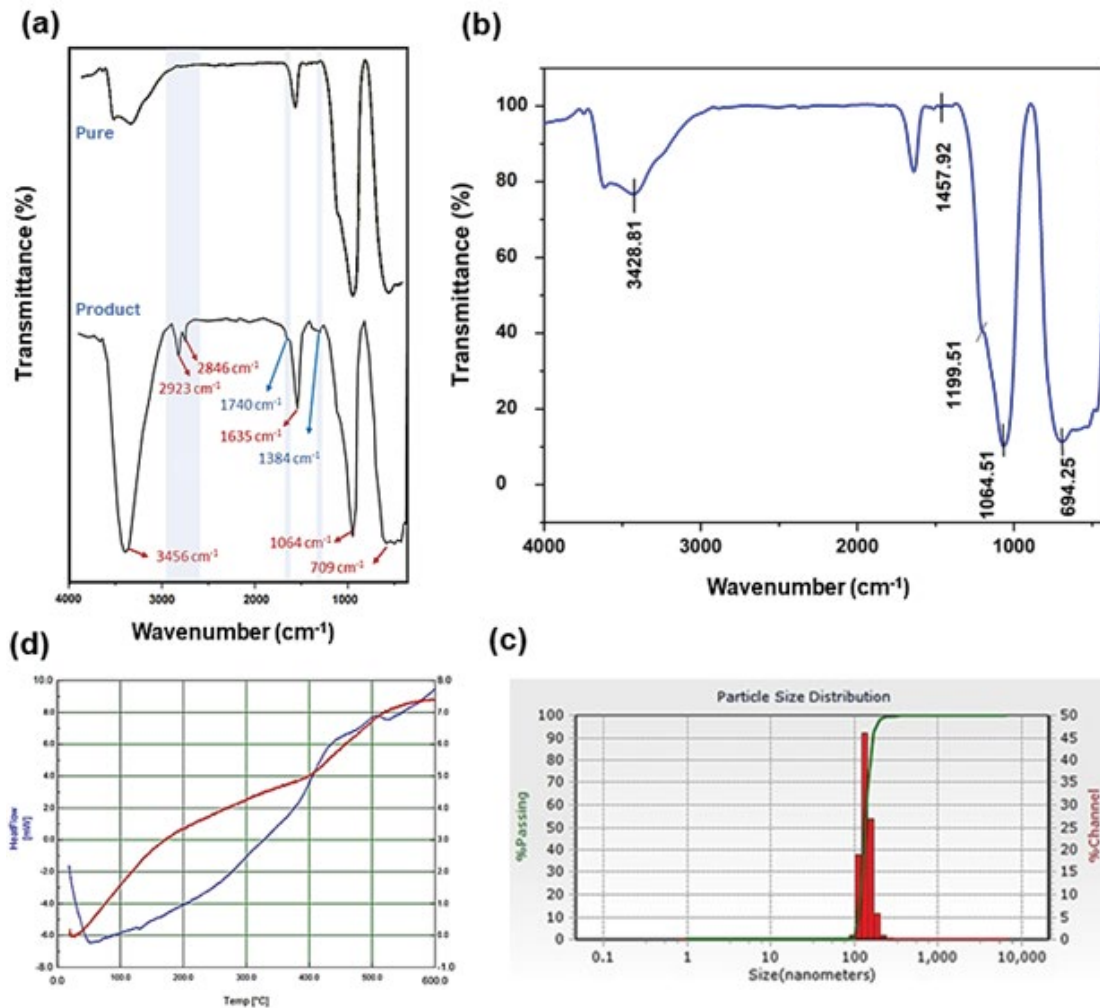 (a)
Pure
Product
2846 cm-1
2923 cm-1
1740 cm-1
1635 cm-1
1384 cm-1
3456 cm-1
1064 cm-1
709 cm-1
Transmittance (%)
4000 3000 2000 1000
Wavenumber (cm-1)
(b)
100
80
60
40
20
0
Transmittance (%)
3428.81
1457.92
1199.51
1064.51
694.25
4000 3000 2000 1000
Wavenumber (cm-1)
(d)
10.0
8.0
6.0
4.0
2.0
0.0
-2.0
-4.0
-6.0
-8.0
HeatFlow
[mW]
8.0
7.0
6.0
5.0
4.0
3.0
2.0
1.0
0.0
-1.0
0.0 100.0 200.0 300.0 400.0 500.0 600.0
Temp [°C]
(c)
Particle Size Distribution
100
90
80
70
60
50
40
30
20
10
0
%Passing
50
45
40
35
30
25
20
15
10
5
0
%Channel
0.1 1 10 100 1,000 10,000
Size(nanometers)